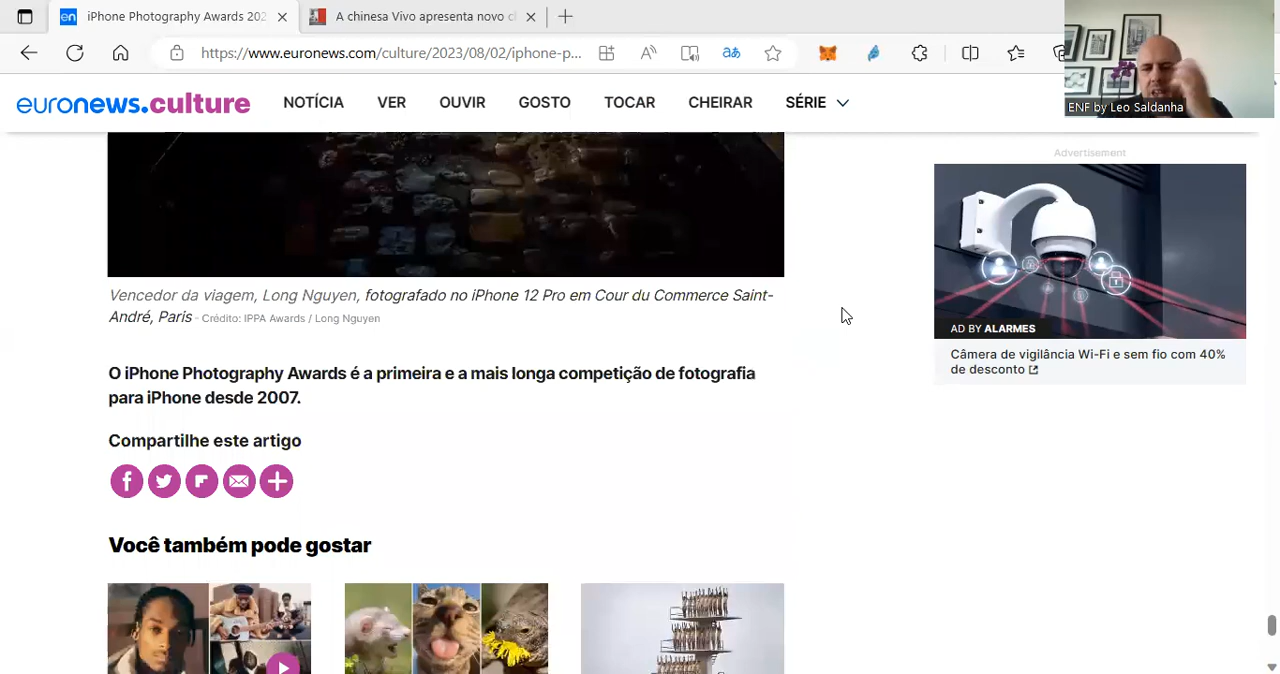 iPhone Photography Awards 202
A chinesa Vivo apresenta novo c
https://www.euronews.com/culture/2023/08/02/iphone-p...
ENF by Leo Saldanha
euronews.culture
NOTÍCIA VER OUVIR GOSTO TOCAR CHEIRAR SÉRIE
Advertisement
AD BY ALARMES
Câmera de vigilância Wi-Fi e sem fio com 40%
de desconto
Vencedor da viagem, Long Nguyen, fotografado no iPhone 12 Pro em Cour du Commerce Saint-
André, Paris - Crédito: IPPA Awards / Long Nguyen
O iPhone Photography Awards é a primeira e a mais longa competição de fotografia
para iPhone desde 2007.
Compartilhe este artigo
Você também pode gostar